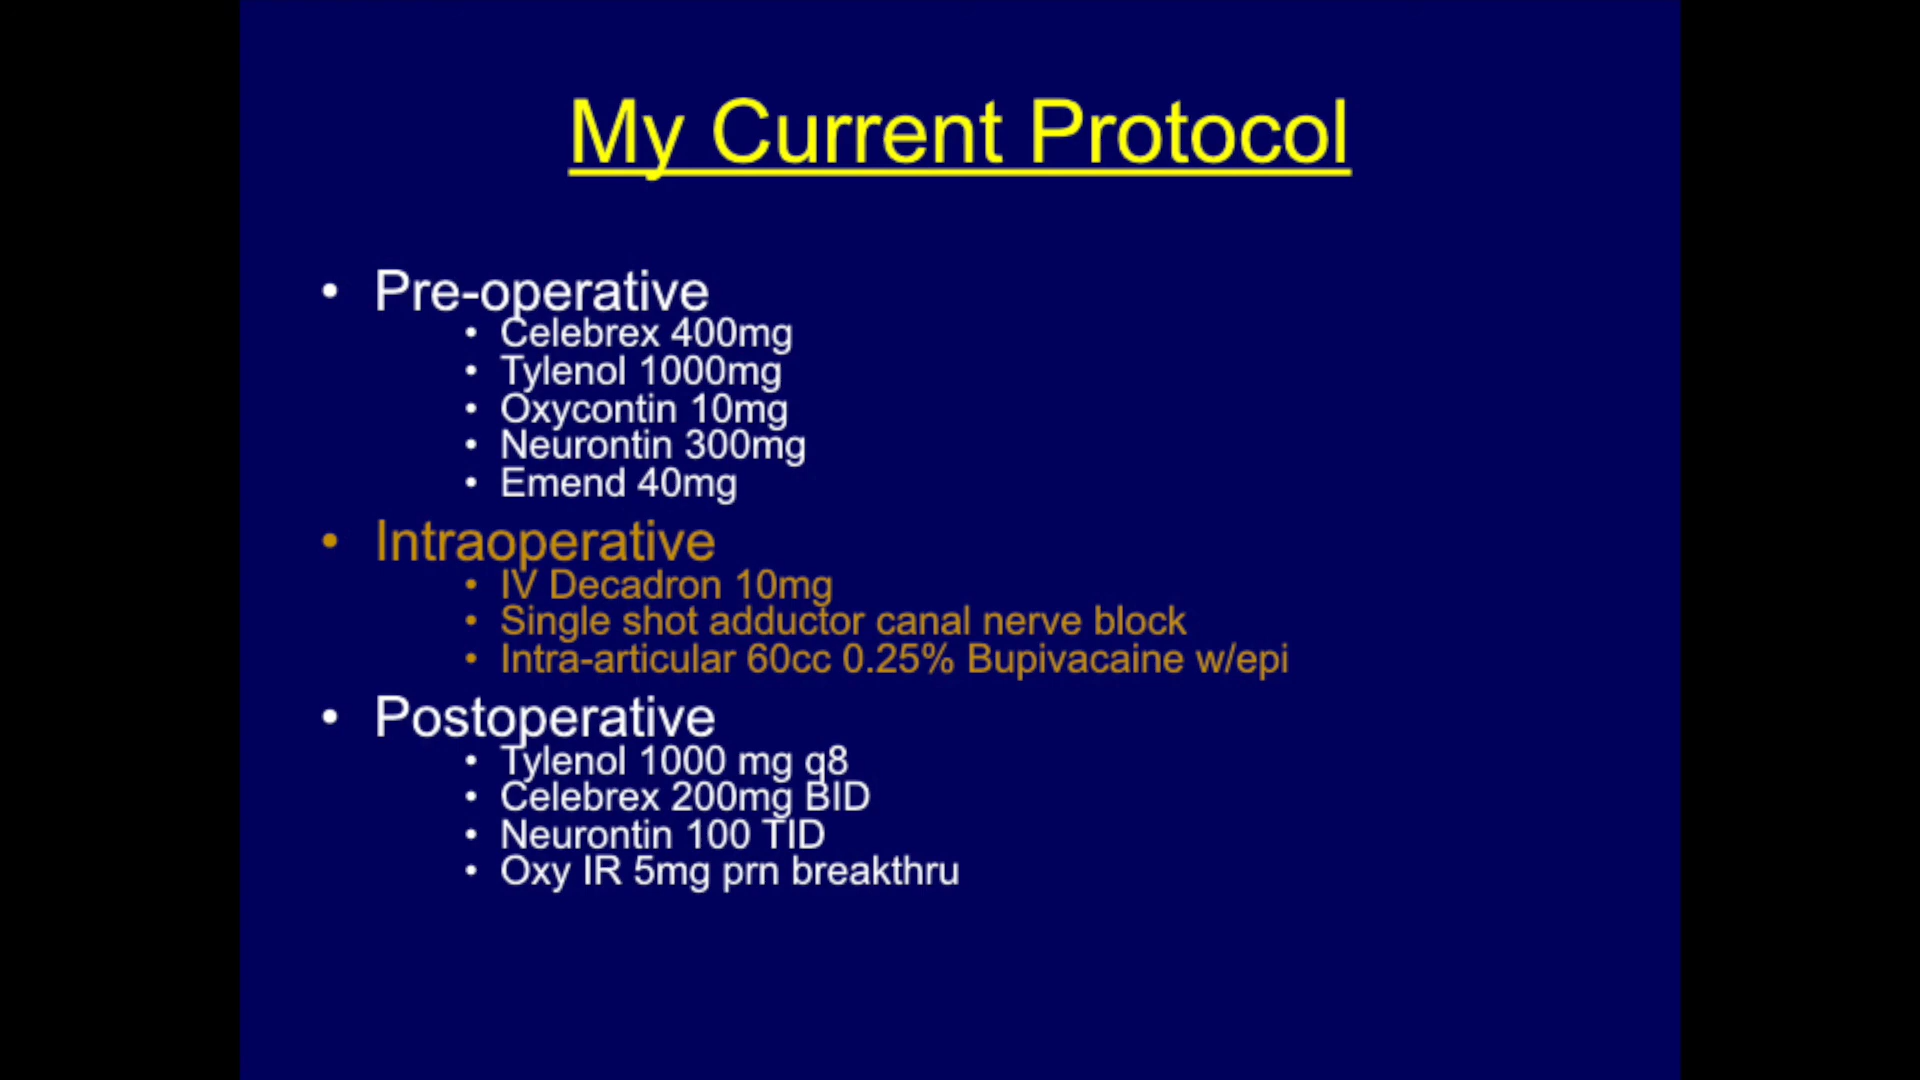 My Current Protocol
• Pre-operative
• Celebrex 400mg
• Tylenol 1000mg
• Oxycontin 10mg
• Neurontin 300mg
• Emend 40mg
• Intraoperative
• IV Decadron 10mg
• Single shot adductor canal nerve block
• Intra-articular 60cc 0.25% Bupivacaine w/epi
• Postoperative
• Tylenol 1000 mg q8
• Celebrex 200mg BID
• Neurontin 100 TID
• Oxy IR 5mg prn breakthru